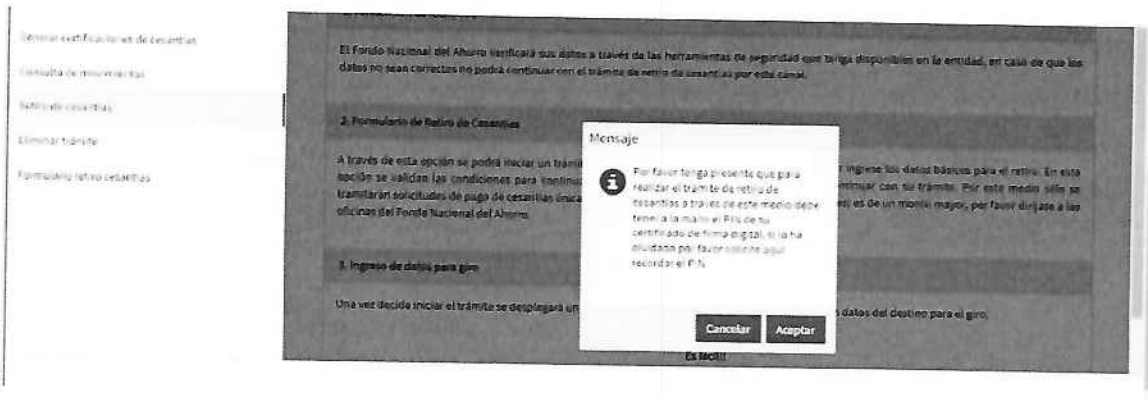 Generar certificaciones de cesantías
Consulta de movimientos
Retiro de cesantías
Eliminar trámite
Formulario retiro cesantías
El Fondo Nacional del Ahorro verificará sus datos a través de las herramientas de seguridad que tenga disponibles en la entidad, en caso de que los
datos no sean correctos no podrá continuar con el trámite de retiro de cesantías por este canal.
2. Formulario de Retiro de Cesantías
A través de esta opción se podrá iniciar un trámi
ingrese los datos básicos para el retiro. En esta
opción se validan las condiciones para continuar
continuar con su trámite. Por este medio sólo se
tramitarán solicitudes de pago de cesantías única
es de un monto mayor, por favor diríjase a las
oficinas del Fondo Nacional del Ahorro.
3. Ingreso de datos para giro
Una vez decida iniciar el trámite se desplegará un
datos del destino para el giro.
Es fácil!!
Mensaje
Por favor tenga presente que para
realizar el trámite de retiro de
cesantías a través de este medio debe
tener a la mano el PIN de su
certificado de firma digital, si lo ha
olvidado por favor solicite aquí
recordar el PIN
Cancelar Aceptar